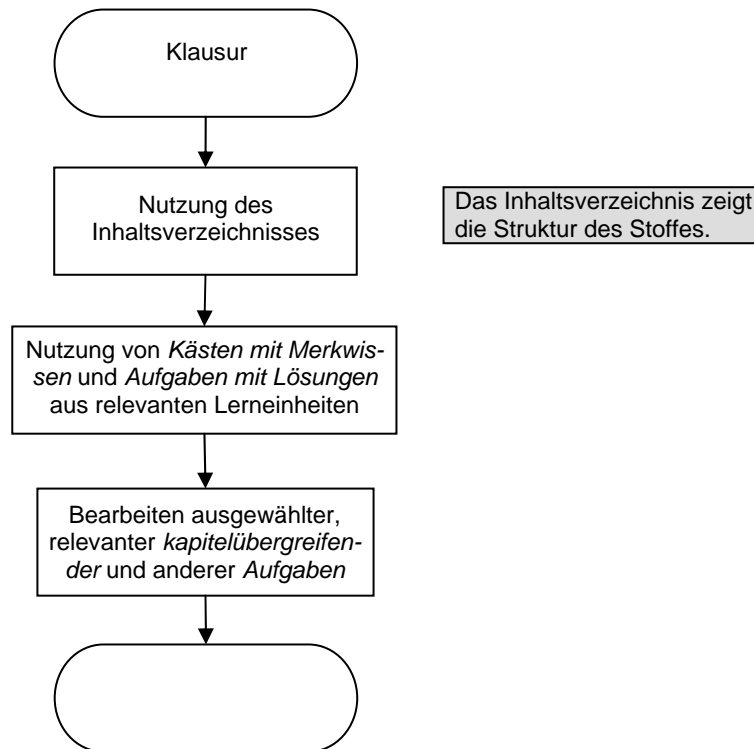 Klausur
Nutzung des
Inhaltsverzeichnisses
Das Inhaltsverzeichnis zeigt
die Struktur des Stoffes.
Nutzung von Kästen mit Merkwis-
sen und Aufgaben mit Lösungen
aus relevanten Lerneinheiten
Bearbeiten ausgewählter,
relevanter kapitelübergreifen-
der und anderer Aufgaben